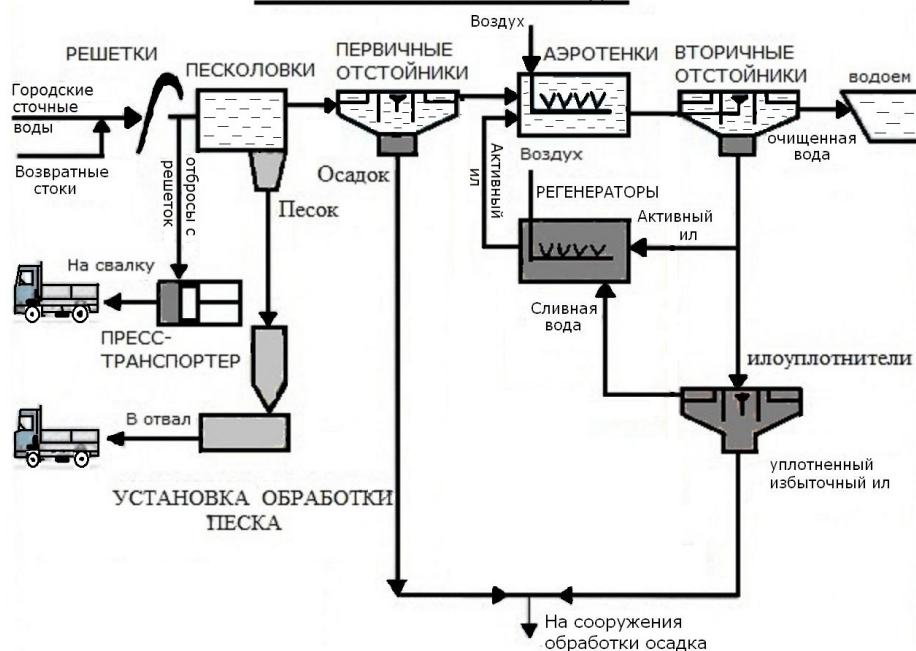 Воздух
РЕШЕТКИ
ПЕСКОЛОВКИ
ПЕРВИЧНЫЕ
ОТСТОЙНИКИ
АЭРОТЕНКИ
ВТОРИЧНЫЕ
ОТСТОЙНИКИ
водоем
Городские
сточные
воды
Возвратные
стоки
отбросы с
решеток
Осадок
Песок
Активный
ил
Воздух
очищенная
вода
РЕГЕНЕРАТОРЫ
Активный
ил
На свалку
Сливная
вода
ПРЕСС-
ТРАНСПОРТЕР
илоуплотнители
В отвал
уплотненный
избыточный ил
УСТАНОВКА ОБРАБОТКИ
ПЕСКА
На сооружения
обработки осадка